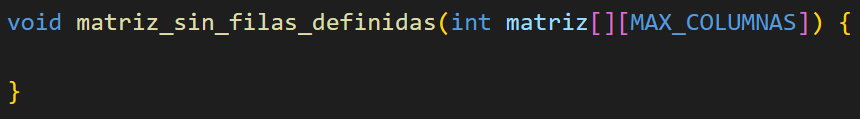 void matriz_sin_filas_definidas(int matriz[][MAX_COLUMNAS]) {
}